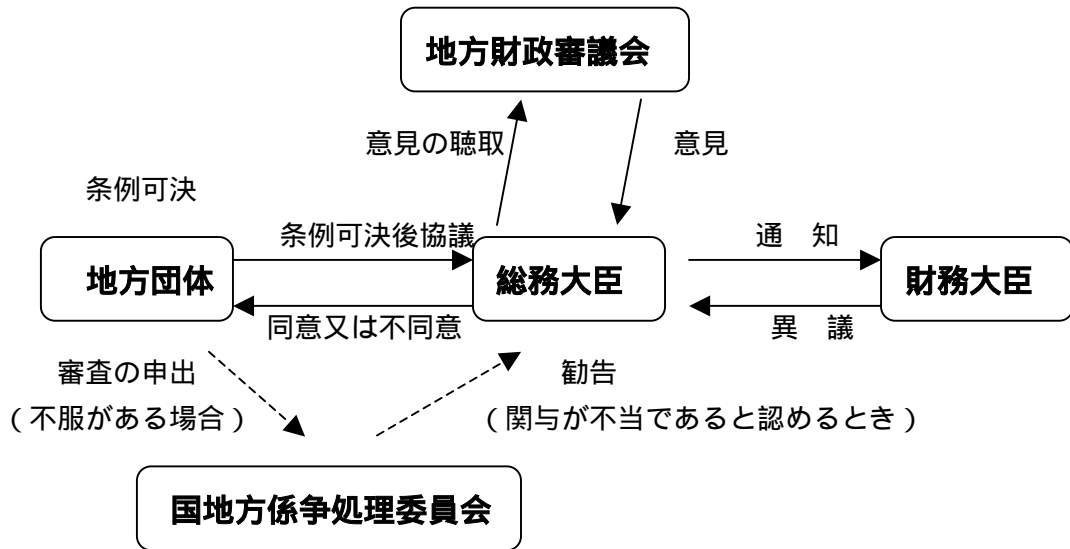 地方財政審議会
意見の聴取
意見
条例可決
条例可決後協議
通　知
地方団体
総務大臣
財務大臣
同意又は不同意
異　議
審査の申出
（不服がある場合）
勧告
（関与が不当であると認めるとき）
国地方係争処理委員会